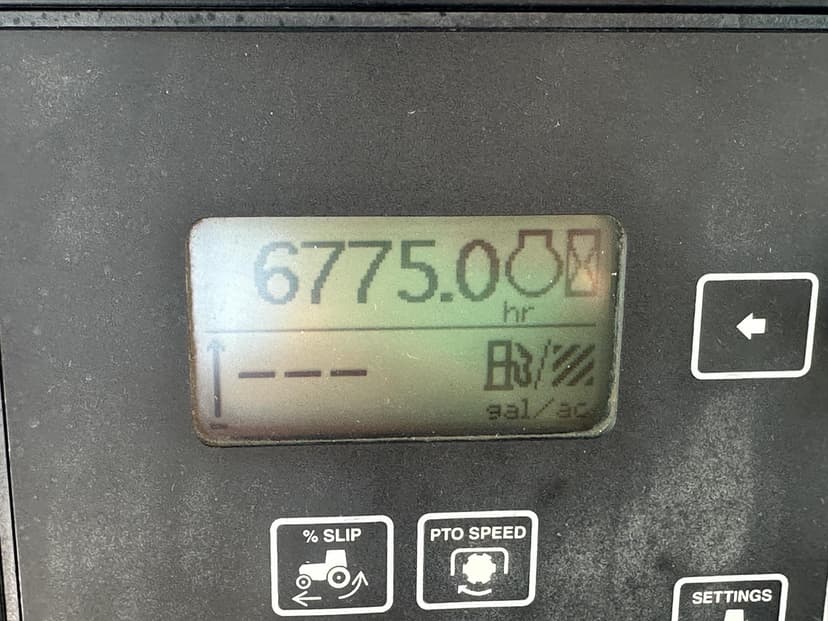 6775.0
hr
---
gal/ac
% SLIP
PTO SPEED
SETTINGS